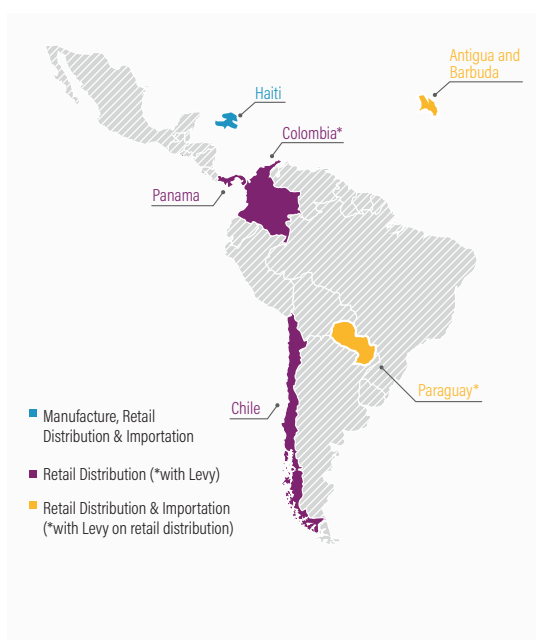 Antigua and
Barbuda
Haiti
Colombia*
Panama
Paraguay*
Chile
Manufacture, Retail
Distribution & Importation
Retail Distribution (*with Levy)
Retail Distribution & Importation
(*with Levy on retail distribution)